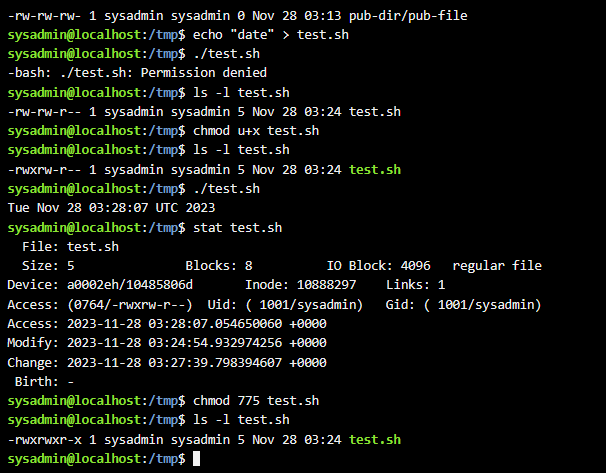 -rw-rw-rw- 1 sysadmin sysadmin 0 Nov 28 03:13 pub-dir/pub-file
sysadmin@localhost:/tmp$ echo "date" > test.sh
sysadmin@localhost:/tmp$ ./test.sh
-bash: ./test.sh: Permission denied
sysadmin@localhost:/tmp$ ls -l test.sh
-rw-rw-r-- 1 sysadmin sysadmin 5 Nov 28 03:24 test.sh
sysadmin@localhost:/tmp$ chmod u+x test.sh
sysadmin@localhost:/tmp$ ls -l test.sh
-rwxrw-r-- 1 sysadmin sysadmin 5 Nov 28 03:24 test.sh
sysadmin@localhost:/tmp$ ./test.sh
Tue Nov 28 03:28:07 UTC 2023
sysadmin@localhost:/tmp$ stat test.sh
  File: test.sh
  Size: 5               Blocks: 8          IO Block: 4096   regular file
Device: a0002eh/10485806d       Inode: 10888297    Links: 1
Access: (0764/-rwxrw-r--)  Uid: ( 1001/sysadmin)   Gid: ( 1001/sysadmin)
Access: 2023-11-28 03:28:07.054650060 +0000
Modify: 2023-11-28 03:24:54.932974256 +0000
Change: 2023-11-28 03:27:39.798394607 +0000
 Birth: -
sysadmin@localhost:/tmp$ chmod 775 test.sh
sysadmin@localhost:/tmp$ ls -l test.sh
-rwxrwxr-x 1 sysadmin sysadmin 5 Nov 28 03:24 test.sh
sysadmin@localhost:/tmp$